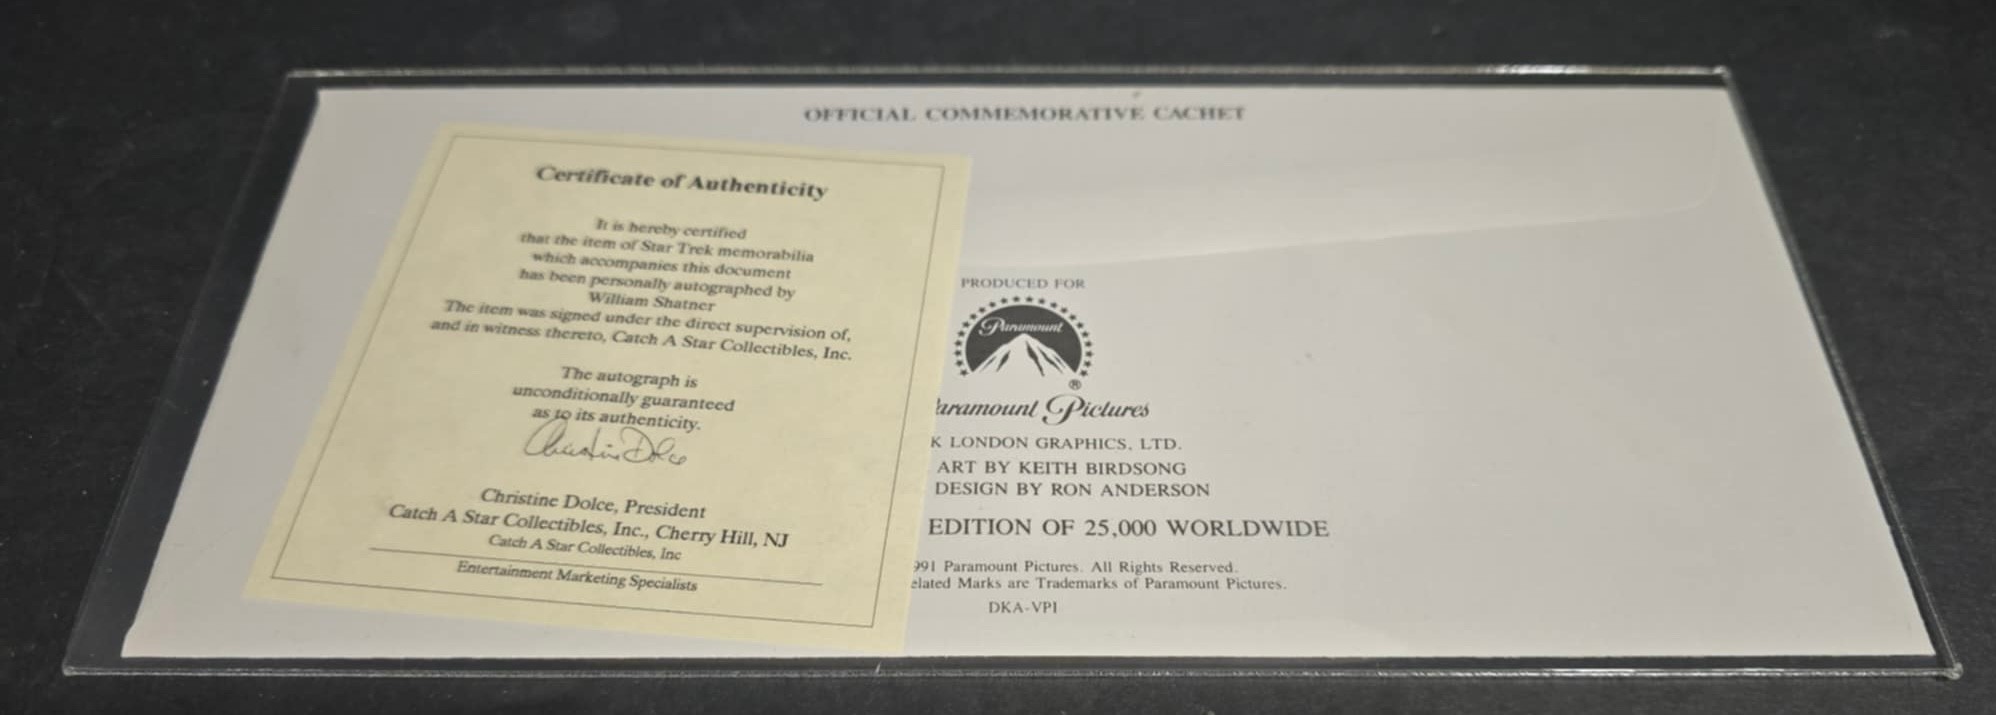 OFFICIAL COMMEMORATIVE CACHET
Certificate of Authenticity
It is hereby certified
that the item of Star Trek memorabilia
which accompanies this document
has been personally autographed by
William Shatner
The item was signed under the direct supervision of,
and in witness thereto, Catch A Star Collectibles, Inc.
The autograph is
unconditionally guaranteed
as to its authenticity.
Christine Dolce
Christine Dolce, President
Catch A Star Collectibles, Inc., Cherry Hill, NJ
Catch A Star Collectibles, Inc
Entertainment Marketing Specialists
PRODUCED FOR
Paramount
®
aramount Pictures
K LONDON GRAPHICS, LTD.
ART BY KEITH BIRDSONG
DESIGN BY RON ANDERSON
EDITION OF 25,000 WORLDWIDE
991 Paramount Pictures. All Rights Reserved.
elated Marks are Trademarks of Paramount Pictures.
DKA-VPI